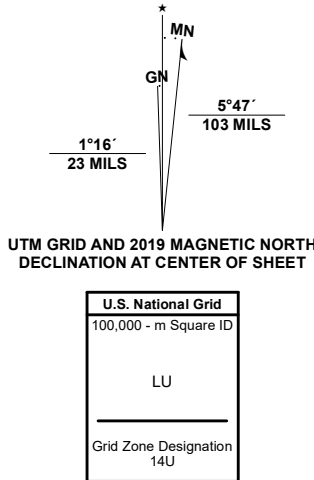 ★
MN
GN
5°47´
103 MILS
1°16´
23 MILS
UTM GRID AND 2019 MAGNETIC NORTH
DECLINATION AT CENTER OF SHEET
U.S. National Grid
100,000 - m Square ID
LU
Grid Zone Designation
14U